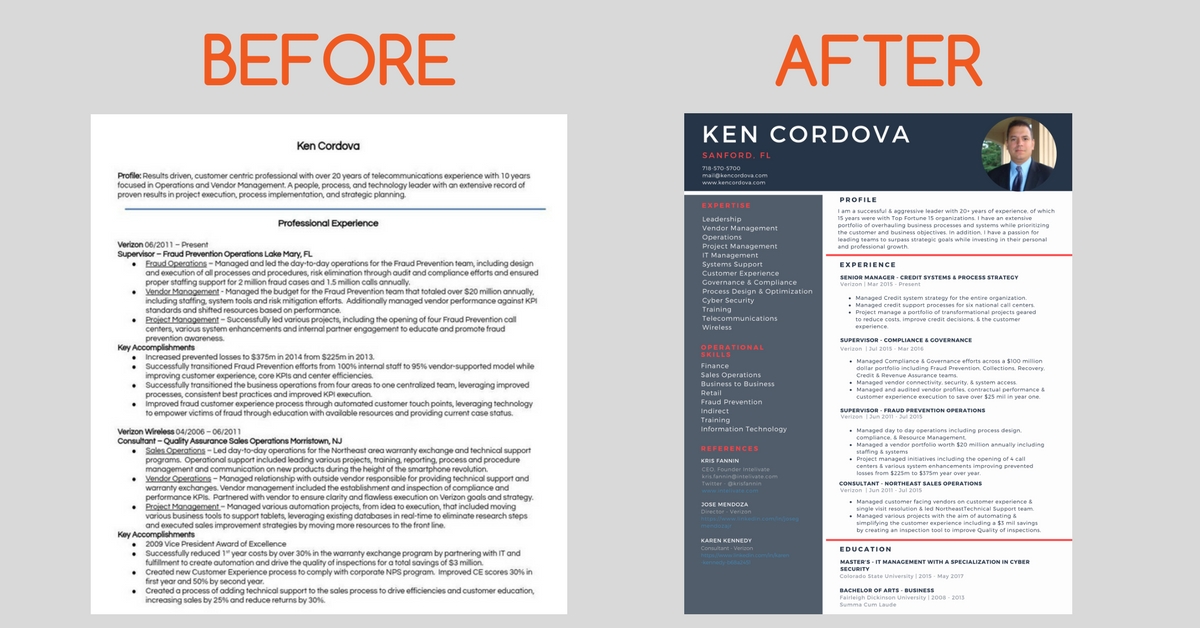 BEFORE
Ken Cordova
Profile: Results driven, customer centric professional with over 20 years of telecommunications experience with 10 years
focused in Operations and Vendor Management. A people, process, and technology leader with an extensive record of
proven results in project execution, process implementation, and strategic planning.
Professional Experience
Verizon 06/2011 – Present
Supervisor – Fraud Prevention Operations Lake Mary, FL
● Fraud Operations – Managed and led the day-to-day operations for the Fraud Prevention team, including design
and execution of all processes and procedures, risk elimination through audit and compliance efforts and ensured
proper staffing support for 2 million fraud cases and 1.5 million calls annually.
● Vendor Management - Managed the budget for the Fraud Prevention team that totaled over $20 million annually,
including staffing, system tools and risk mitigation efforts. Additionally managed vendor performance against KPI
standards and shifted resources based on performance.
● Project Management – Successfully led various projects, including the opening of four Fraud Prevention call
centers, various system enhancements and internal partner engagement to educate and promote fraud
prevention awareness.
Key Accomplishments
● Increased prevented losses to $375m in 2014 from $225m in 2013.
● Successfully transitioned Fraud Prevention efforts from 100% internal staff to 95% vendor-supported model while
improving customer experience, core KPIs and center efficiencies.
● Successfully transitioned the business operations from four areas to one centralized team, leveraging improved
processes, consistent best practices and improved KPI execution.
● Improved fraud customer experience process through automated customer touch points, leveraging technology
to empower victims of fraud through education with available resources and providing current case status.
Verizon Wireless 04/2006 – 06/2011
Consultant – Quality Assurance Sales Operations Morristown, NJ
● Sales Operations – Led day-to-day operations for the Northeast area warranty exchange and technical support
programs. Operational support included leading various projects, training, reporting, process and procedure
management and communication on new products during the height of the smartphone revolution.
● Vendor Operations – Managed relationship with outside vendor responsible for providing technical support and
warranty exchanges. Vendor management included the establishment and inspection of compliance and
performance KPIs. Partnered with vendor to ensure clarity and flawless execution on Verizon goals and strategy.
● Project Management – Managed various automation projects, from idea to execution, that included moving
various business tools to support tablets, leveraging existing databases in real-time to eliminate research steps
and executed sales improvement strategies by moving more resources to the front line.
Key Accomplishments
● 2009 Vice President Award of Excellence
● Successfully reduced 1st year costs by over 30% in the warranty exchange program by partnering with IT and
fulfillment to create automation and drive the quality of inspections for a total savings of $3 million.
● Created new Customer Experience process to comply with corporate NPS program. Improved CE scores 30% in
first year and 50% by second year.
● Created a process of adding technical support to the sales process to drive efficiencies and customer education,
increasing sales by 25% and reduce returns by 30%.
AFTER
KEN CORDOVA
SANFORD, FL
718-570-5700
mail@kencordova.com
www.kencordova.com
EXPERTISE
Leadership
Vendor Management
Operations
Project Management
IT Management
Systems Support
Customer Experience
Governance & Compliance
Process Design & Optimization
Cyber Security
Training
Telecommunications
Wireless
OPERATIONAL
SKILLS
Finance
Sales Operations
Business to Business
Retail
Fraud Prevention
Indirect
Training
Information Technology
REFERENCES
KRIS FANNIN
CEO, Founder Intelivate
kris.fannin@intelivate.com
Twitter - @krisfannin
JOSE MENDOZA
Director - Verizon
KAREN KENNEDY
Consultant - Verizon
PROFILE
I am a successful & aggressive leader with 20+ years of experience, of which
15 years were with Top Fortune 15 organizations. I have an extensive
portfolio of overhauling business processes and systems while prioritizing
the customer and business objectives. In addition, I have a passion for
leading teams to surpass strategic goals while investing in their personal
and professional growth.
EXPERIENCE
SENIOR MANAGER - CREDIT SYSTEMS & PROCESS STRATEGY
Verizon | Mar 2015 - Present
• Managed Credit system strategy for the entire organization.
• Managed credit support processes for six national call centers.
• Project manage a portfolio of transformational projects geared
to reduce costs, improve credit decisions, & the customer
experience.
SUPERVISOR - COMPLIANCE & GOVERNANCE
Verizon | Jul 2015 - Mar 2016
• Managed Compliance & Governance efforts across a $100 million
dollar portfolio including Fraud Prevention, Collections, Recovery,
Credit & Revenue Assurance teams.
• Managed vendor connectivity, security, & system access.
• Managed and audited vendor profiles, contractual performance &
customer experience execution to save over $25 mil in year one.
SUPERVISOR - FRAUD PREVENTION OPERATIONS
Verizon | Jun 2011 - Jul 2015
• Managed day to day operations including process design,
compliance, & Resource Management.
• Managed a vendor portfolio worth $20 million annually including
staffing & systems
• Project managed initiatives including the opening of 4 call
centers & various system enhancements improving prevented
losses from $225m to $375m year over year.
CONSULTANT - NORTHEAST SALES OPERATIONS
Verizon | Jun 2011 - Jul 2015
• Managed customer facing vendors on customer experience &
single visit resolution & led NortheastTechnical Support team.
• Managed various projects with the aim of automating &
simplifying the customer experience including a $3 mil savings
by creating an inspection tool to improve Quality of inspections.
EDUCATION
MASTER'S - IT MANAGEMENT WITH A SPECIALIZATION IN CYBER
SECURITY
Colorado State University | 2015 - May 2017
BACHELOR OF ARTS - BUSINESS
Fairleigh Dickinson University | 2008 - 2013
Summa Cum Laude